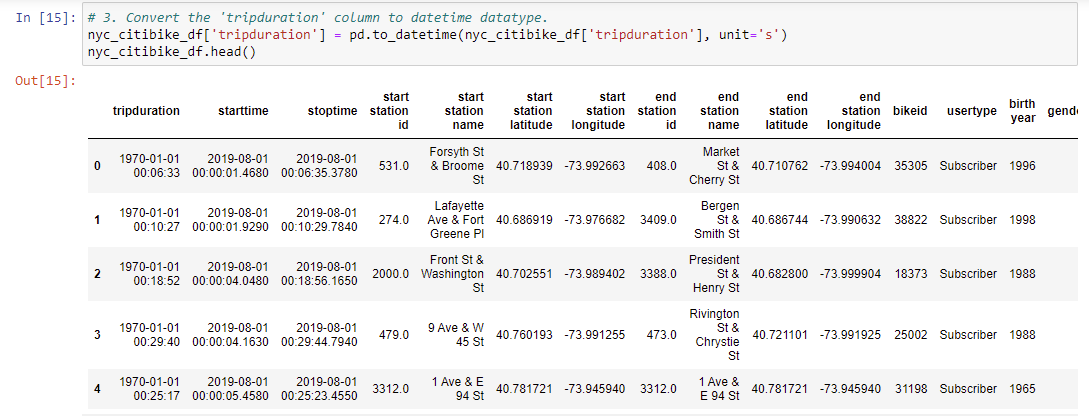 In [15]: # 3. Convert the 'tripduration' column to datetime datatype.
nyc_citibike_df['tripduration'] = pd.to_datetime(nyc_citibike_df['tripduration'], unit='s')
nyc_citibike_df.head()
Out[15]:
tripduration starttime stoptime start station id start station name start station latitude start station longitude end station id end station name end station latitude end station longitude bikeid usertype birth year gende
0 1970-01-01 00:06:33 2019-08-01 00:00:01.4680 2019-08-01 00:06:35.3780 531.0 Forsyth St & Broome St 40.718939 -73.992663 408.0 Market St & Cherry St 40.710762 -73.994004 35305 Subscriber 1996
1 1970-01-01 00:10:27 2019-08-01 00:00:01.9290 2019-08-01 00:10:29.7840 274.0 Lafayette Ave & Fort Greene Pl 40.686919 -73.976682 3409.0 Bergen St & Smith St 40.686744 -73.990632 38822 Subscriber 1998
2 1970-01-01 00:18:52 2019-08-01 00:00:04.0480 2019-08-01 00:18:56.1650 2000.0 Front St & Washington St 40.702551 -73.989402 3388.0 President St & Henry St 40.682800 -73.999904 18373 Subscriber 1988
3 1970-01-01 00:29:40 2019-08-01 00:00:04.1630 2019-08-01 00:29:44.7940 479.0 9 Ave & W 45 St 40.760193 -73.991255 473.0 Rivington St & Chrystie St 40.721101 -73.991925 25002 Subscriber 1988
4 1970-01-01 00:25:17 2019-08-01 00:00:05.4580 2019-08-01 00:25:23.4550 3312.0 1 Ave & E 94 St 40.781721 -73.945940 3312.0 1 Ave & E 94 St 40.781721 -73.945940 31198 Subscriber 1965